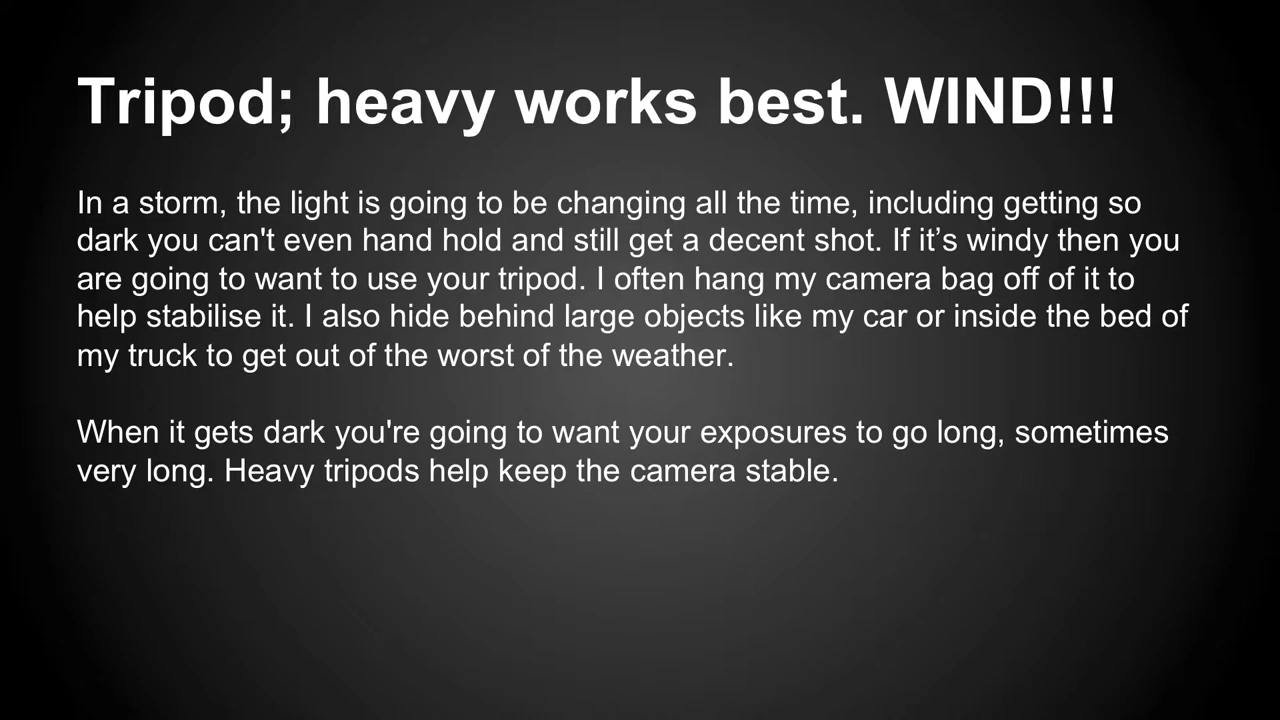 Tripod; heavy works best. WIND!!!
In a storm, the light is going to be changing all the time, including getting so
dark you can't even hand hold and still get a decent shot. If it’s windy then you
are going to want to use your tripod. I often hang my camera bag off of it to
help stabilise it. I also hide behind large objects like my car or inside the bed of
my truck to get out of the worst of the weather.
When it gets dark you're going to want your exposures to go long, sometimes
very long. Heavy tripods help keep the camera stable.